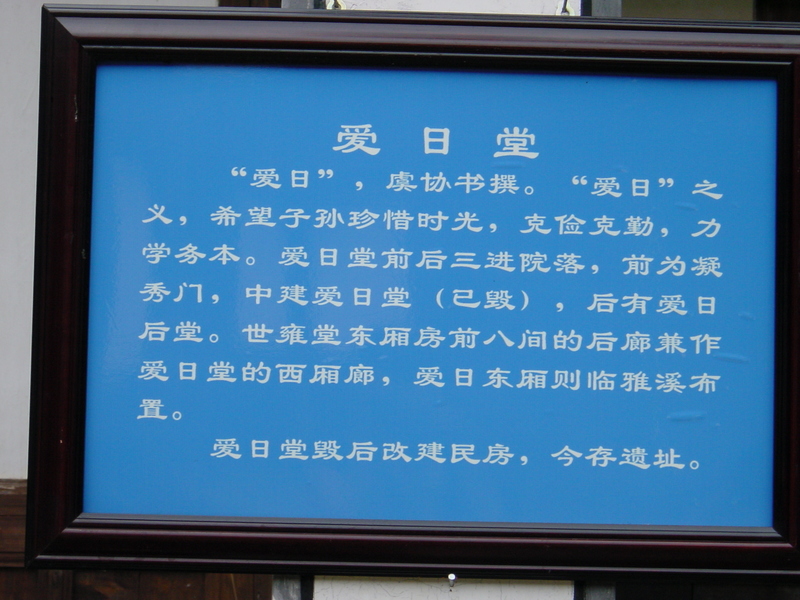 爱日堂
“爱日”，虞协书撰。“爱日”之
义，希望子孙珍惜时光，克俭克勤，力
学务本。爱日堂前后三进院落，前为凝
秀门，中建爱日堂（已毁），后有爱日
后堂。世雍堂东厢房前八间的后廊兼作
爱日堂的西厢廊，爱日东厢则临雅溪布
置。
爱日堂毁后改建民房，今存遗址。